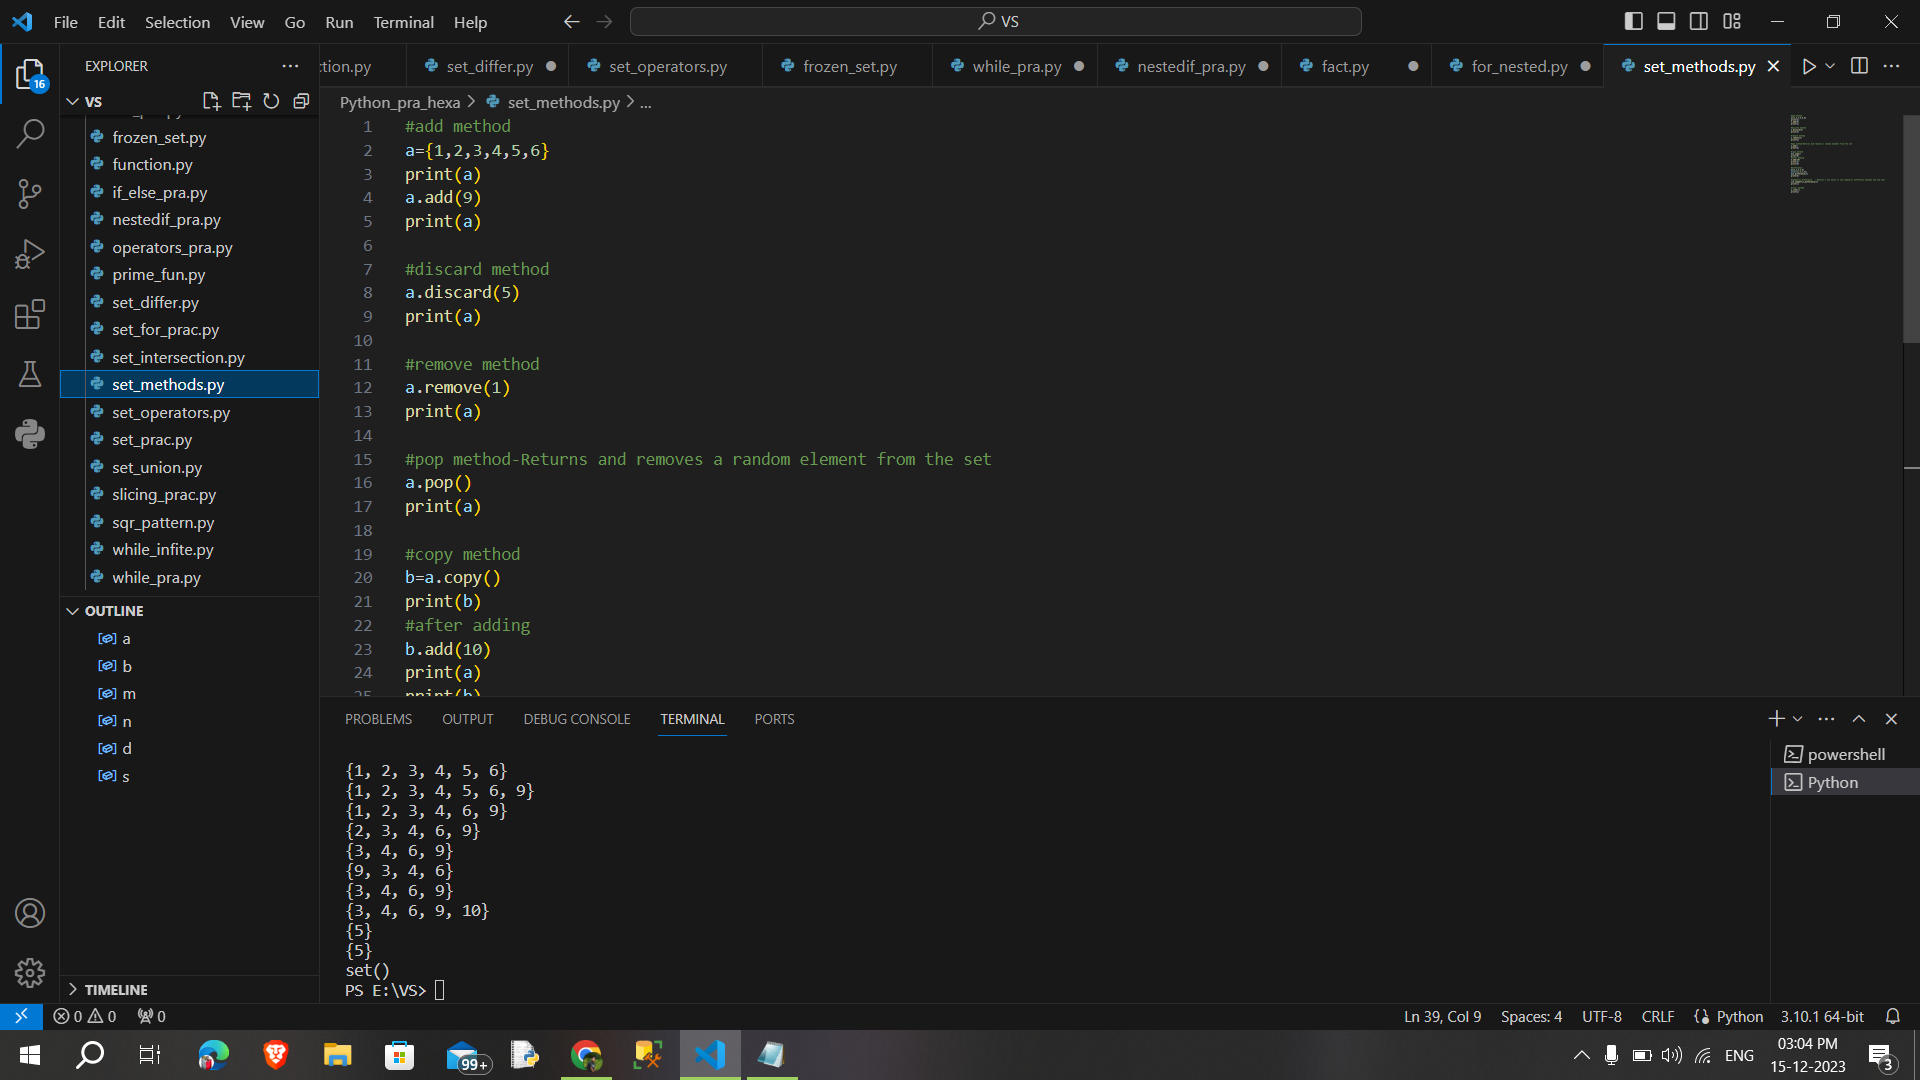 File Edit Selection View Go Run Terminal Help
VS
EXPLORER
ction.py
set_differ.py
set_operators.py
frozen_set.py
while_pra.py
nestedif_pra.py
fact.py
for_nested.py
set_methods.py
16
VS
Python_pra_hexa > set_methods.py > ...
frozen_set.py
function.py
if_else_pra.py
nestedif_pra.py
operators_pra.py
prime_fun.py
set_differ.py
set_for_prac.py
set_intersection.py
set_methods.py
set_operators.py
set_prac.py
set_union.py
slicing_prac.py
sqr_pattern.py
while_infite.py
while_pra.py
OUTLINE
a
b
m
n
d
s
TIMELINE
1 #add method
2 a={1,2,3,4,5,6}
3 print(a)
4 a.add(9)
5 print(a)
6
7 #discard method
8 a.discard(5)
9 print(a)
10
11 #remove method
12 a.remove(1)
13 print(a)
14
15 #pop method-Returns and removes a random element from the set
16 a.pop()
17 print(a)
18
19 #copy method
20 b=a.copy()
21 print(b)
22 #after adding
23 b.add(10)
24 print(a)
25 print(b)
PROBLEMS OUTPUT DEBUG CONSOLE TERMINAL PORTS
{1, 2, 3, 4, 5, 6}
{1, 2, 3, 4, 5, 6, 9}
{1, 2, 3, 4, 6, 9}
{2, 3, 4, 6, 9}
{3, 4, 6, 9}
{9, 3, 4, 6}
{3, 4, 6, 9}
{3, 4, 6, 9, 10}
{5}
{5}
set()
PS E:\VS>
powershell
Python
0 0 0
Ln 39, Col 9 Spaces: 4 UTF-8 CRLF Python 3.10.1 64-bit
99+
ENG
03:04 PM
15-12-2023
3